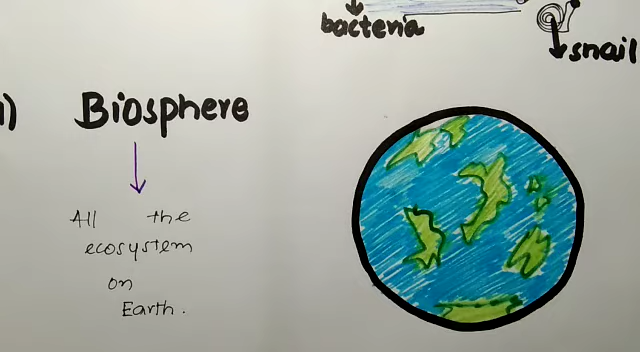 bacteria
snail
Biosphere
All the
ecosystem
on
Earth.